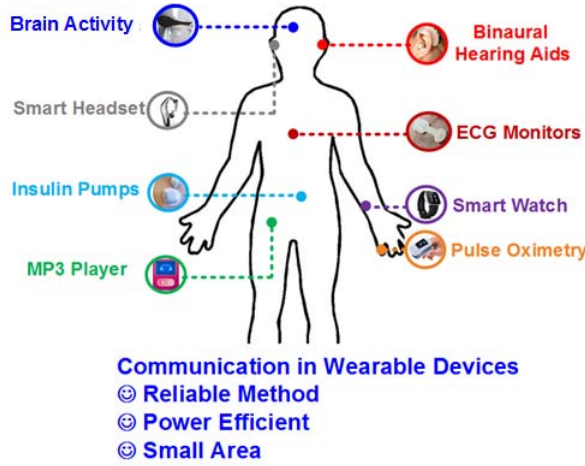 Brain Activity
Binaural
Hearing Aids
Smart Headset
ECG Monitors
Insulin Pumps
Smart Watch
Pulse Oximetry
MP3 Player
Communication in Wearable Devices
☺ Reliable Method
☺ Power Efficient
☺ Small Area